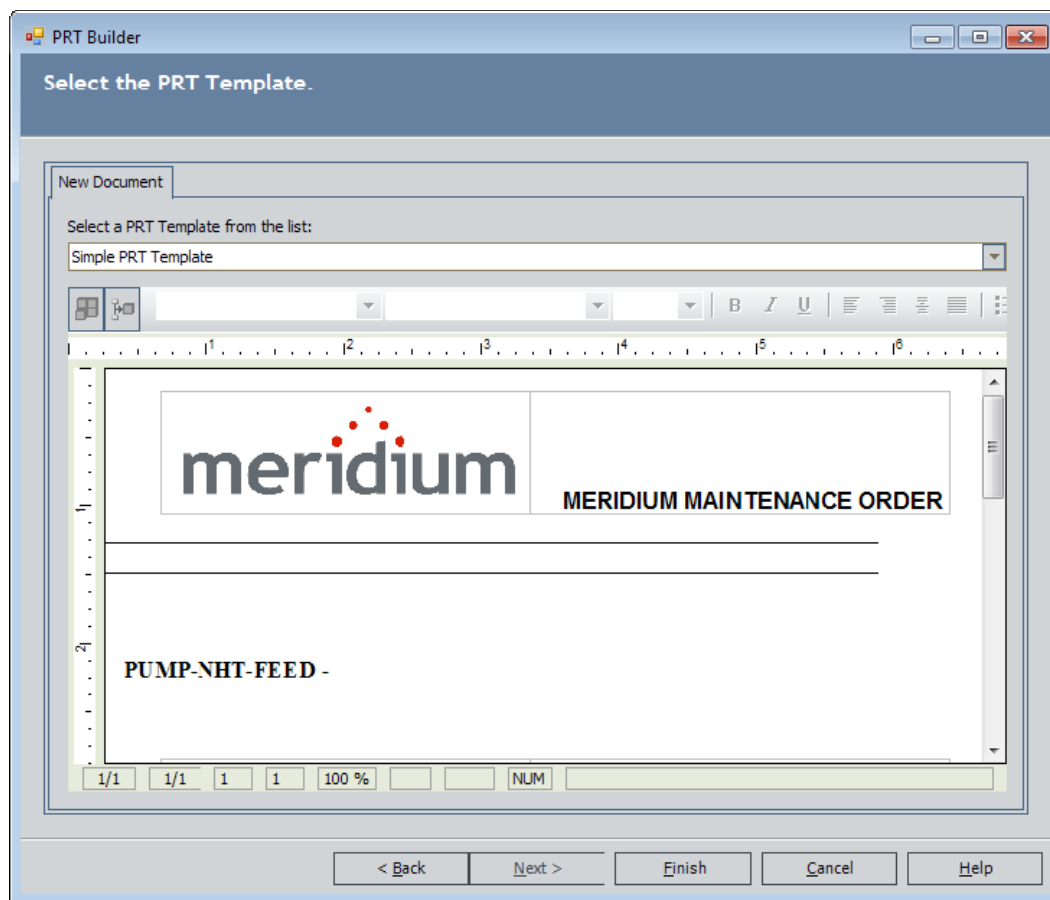 PRT Builder
Select the PRT Template.
New Document
Select a PRT Template from the list:
Simple PRT Template
B I U
1 2 3 4 5 6
meridium
MERIDIUM MAINTENANCE ORDER
1
2
PUMP-NHT-FEED -
1/1 1/1 1 1 100 % NUM
< Back Next > Finish Cancel Help